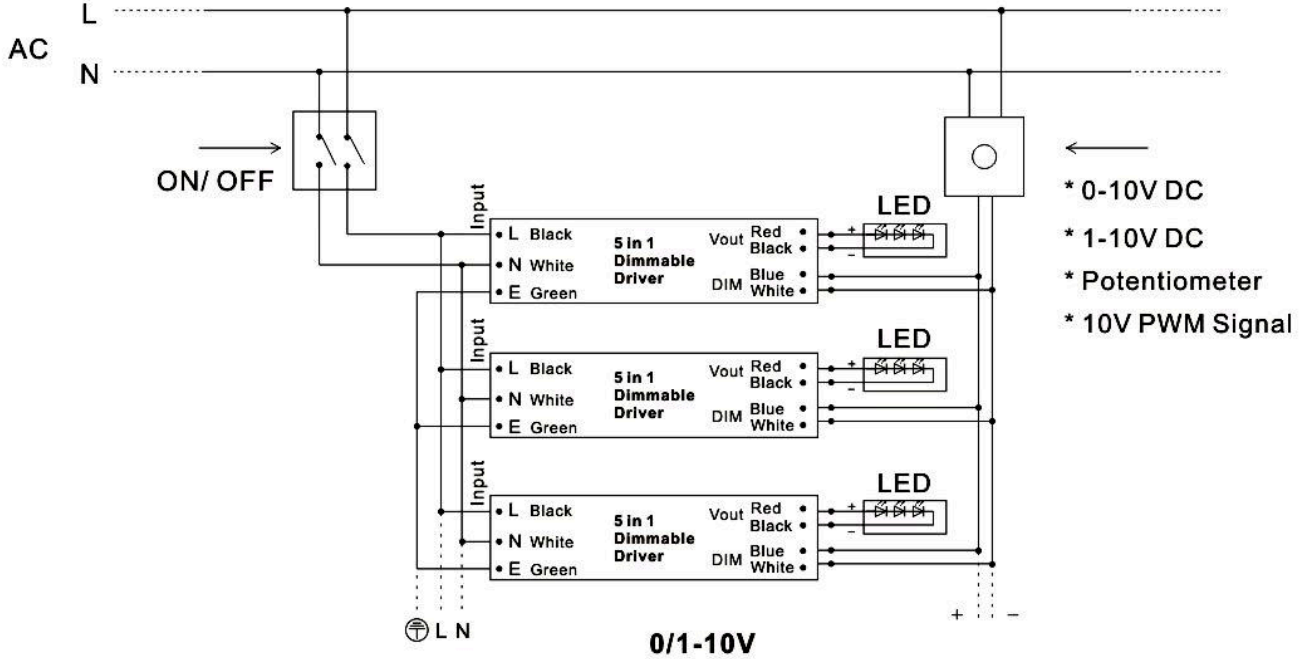 L
AC
N
ON/ OFF
* 0-10V DC
* 1-10V DC
* Potentiometer
* 10V PWM Signal
Input
L Black
N White
E Green
5 in 1
Dimmable
Driver
Vout Red
Black
DIM Blue
White
LED
+
−
Input
L Black
N White
E Green
5 in 1
Dimmable
Driver
Vout Red
Black
DIM Blue
White
LED
+
−
Input
L Black
N White
E Green
5 in 1
Dimmable
Driver
Vout Red
Black
DIM Blue
White
LED
+
−
L N
+ −
0/1-10V